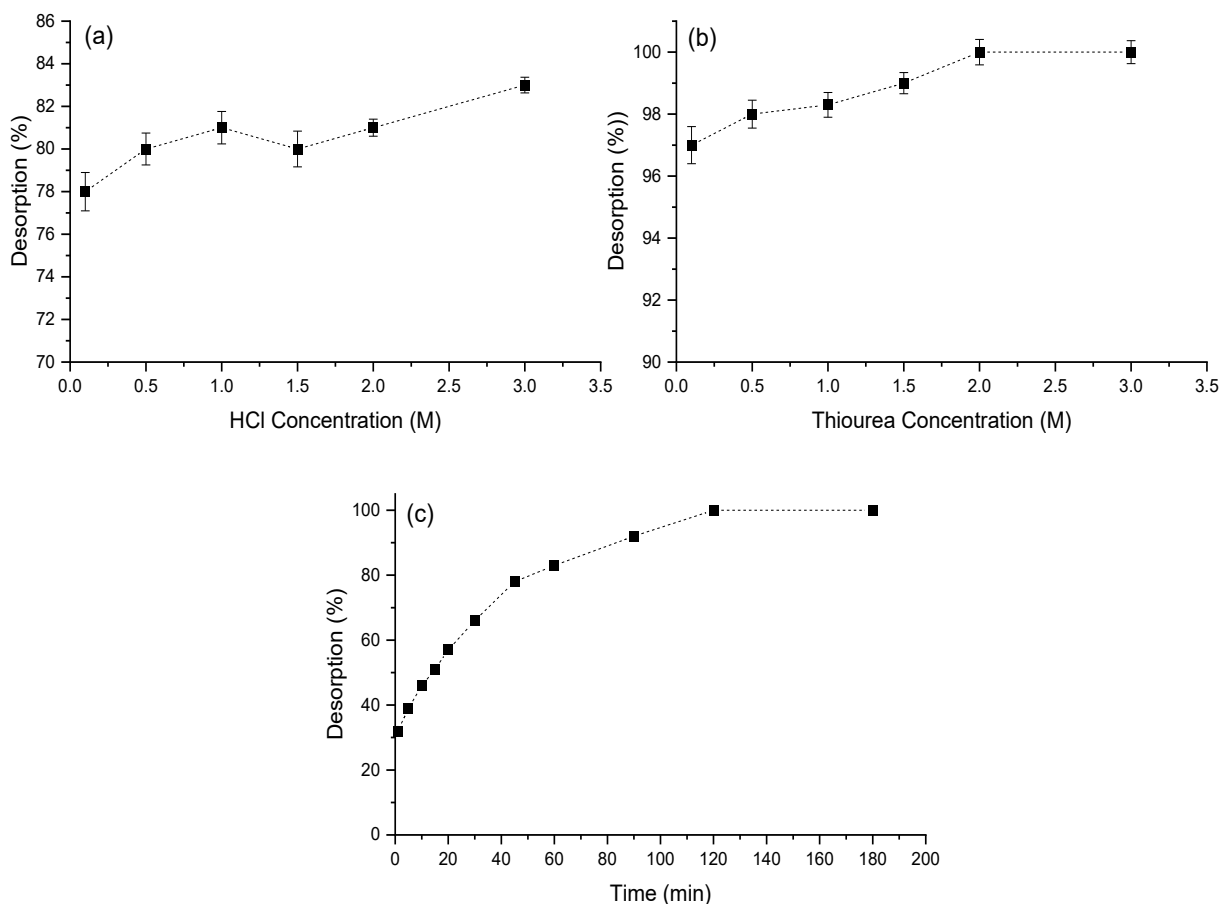 (a)
86
84
82
80
78
76
74
72
70
Desorption (%)
0.0 0.5 1.0 1.5 2.0 2.5 3.0 3.5
HCl Concentration (M)
(b)
100
98
96
94
92
90
Desorption (%))
0.0 0.5 1.0 1.5 2.0 2.5 3.0 3.5
Thiourea Concentration (M)
(c)
100
80
60
40
20
0
Desorption (%)
0 20 40 60 80 100 120 140 160 180 200
Time (min)